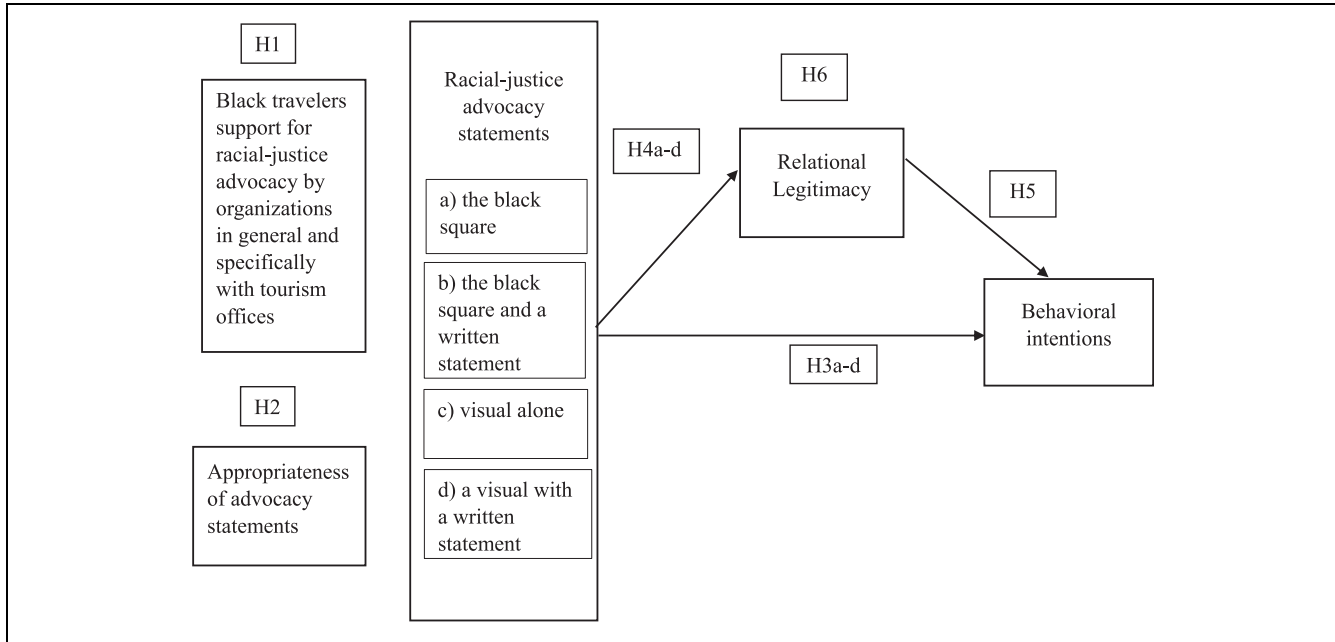 H1
Black travelers
support for
racial-justice
advocacy by
organizations
in general and
specifically
with tourism
offices
H2
Appropriateness
of advocacy
statements
Racial-justice
advocacy
statements
a) the black
square
b) the black
square and a
written
statement
c) visual alone
d) a visual with
a written
statement
H4a-d
H6
Relational
Legitimacy
H5
H3a-d
Behavioral
intentions